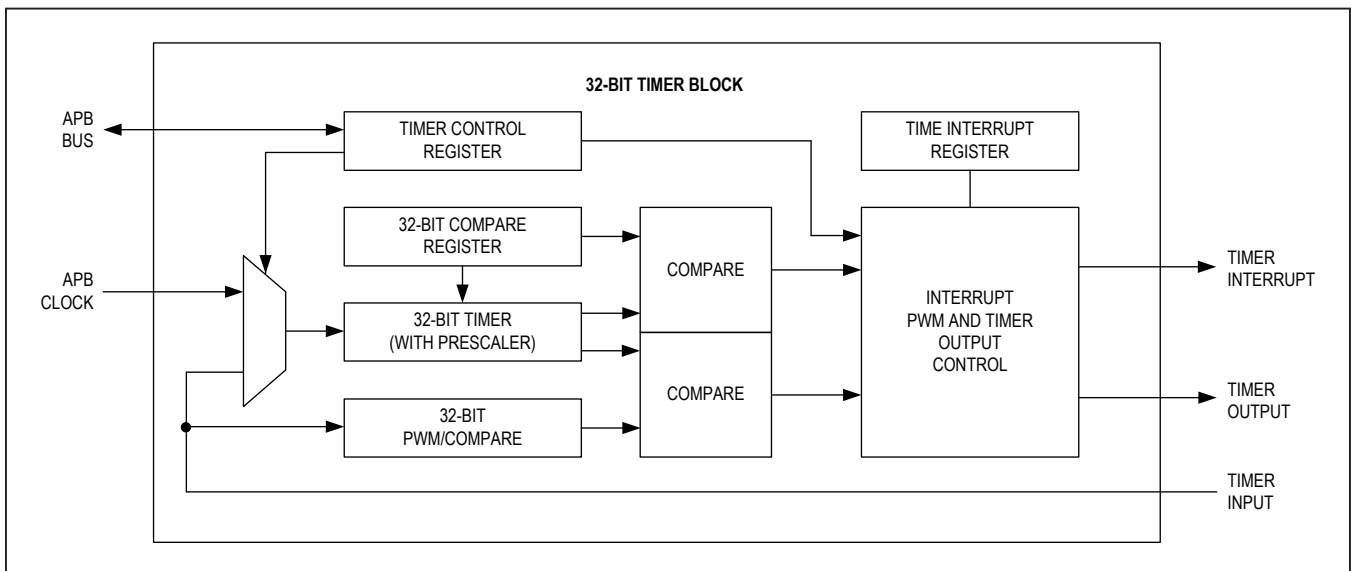 32-BIT TIMER BLOCK
APB
BUS
TIMER CONTROL
REGISTER
TIME INTERRUPT
REGISTER
32-BIT COMPARE
REGISTER
COMPARE
APB
CLOCK
32-BIT TIMER
(WITH PRESCALER)
INTERRUPT
PWM AND TIMER
OUTPUT
CONTROL
TIMER
INTERRUPT
32-BIT
PWM/COMPARE
COMPARE
TIMER
OUTPUT
TIMER
INPUT